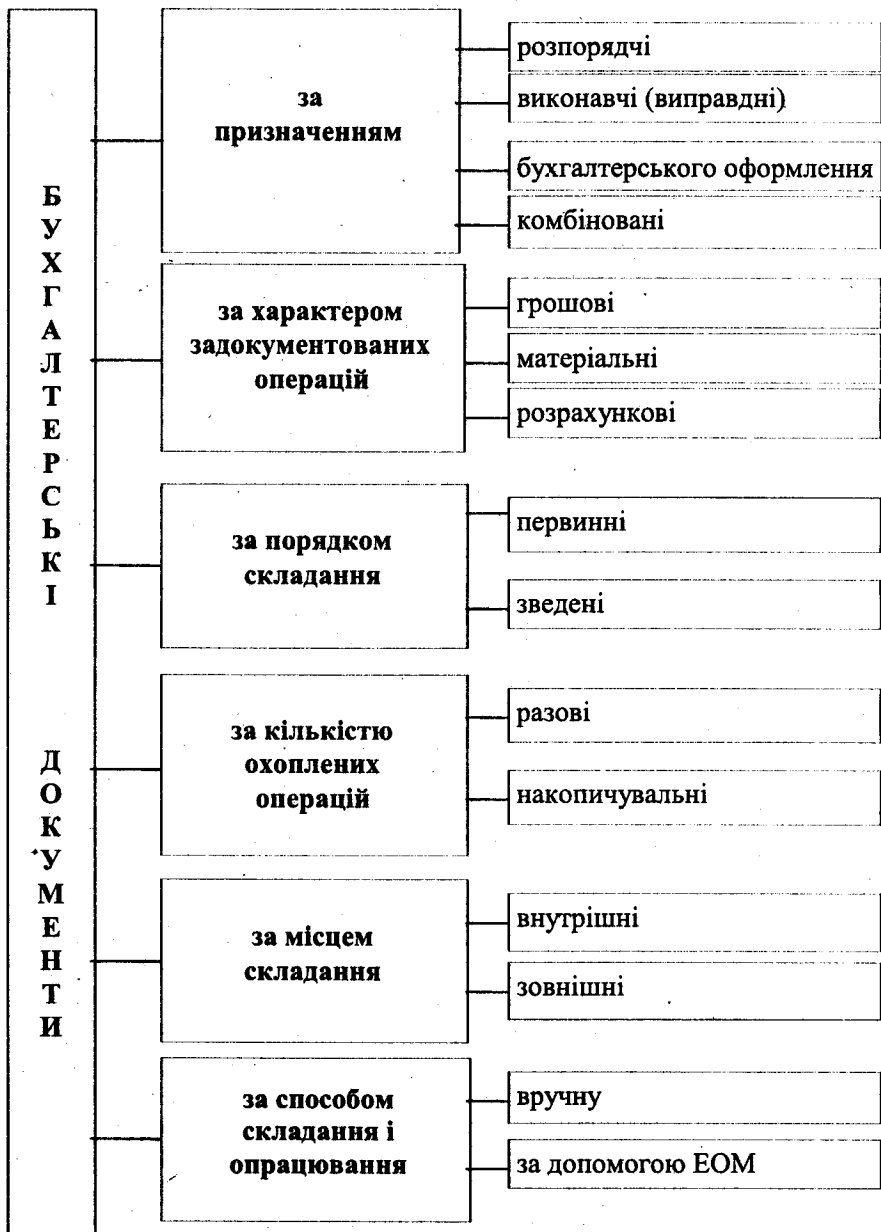 БУХГАЛТЕРСЬКІ ДОКУМЕНТИ
за
призначенням
розпорядчі
виконавчі (виправдні)
бухгалтерського оформлення
комбіновані
за характером
задокументованих
операцій
грошові
матеріальні
розрахункові
за порядком
складання
первинні
зведені
за кількістю
охоплених
операцій
разові
накопичувальні
за місцем
складання
внутрішні
зовнішні
за способом
складання і
опрацювання
вручну
за допомогою ЕОМ